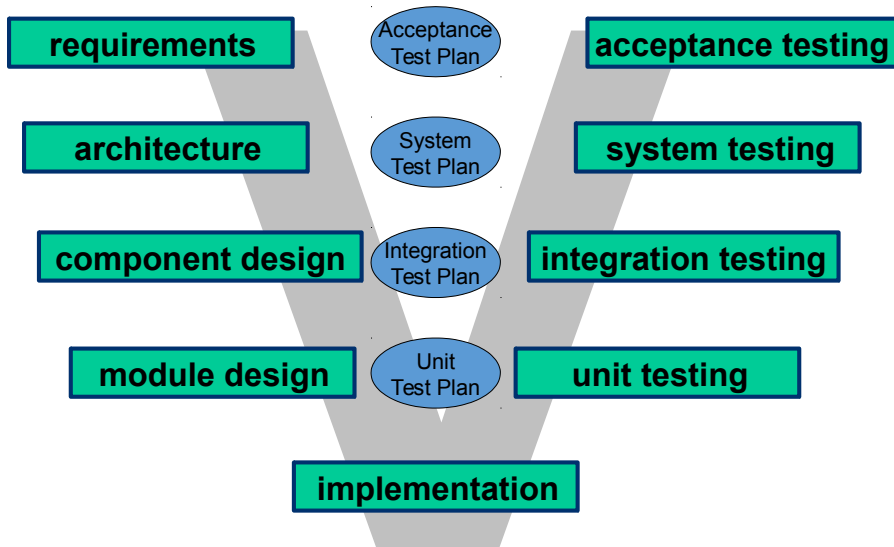 requirements
Acceptance
Test Plan
acceptance testing
architecture
System
Test Plan
system testing
component design
Integration
Test Plan
integration testing
module design
Unit
Test Plan
unit testing
implementation